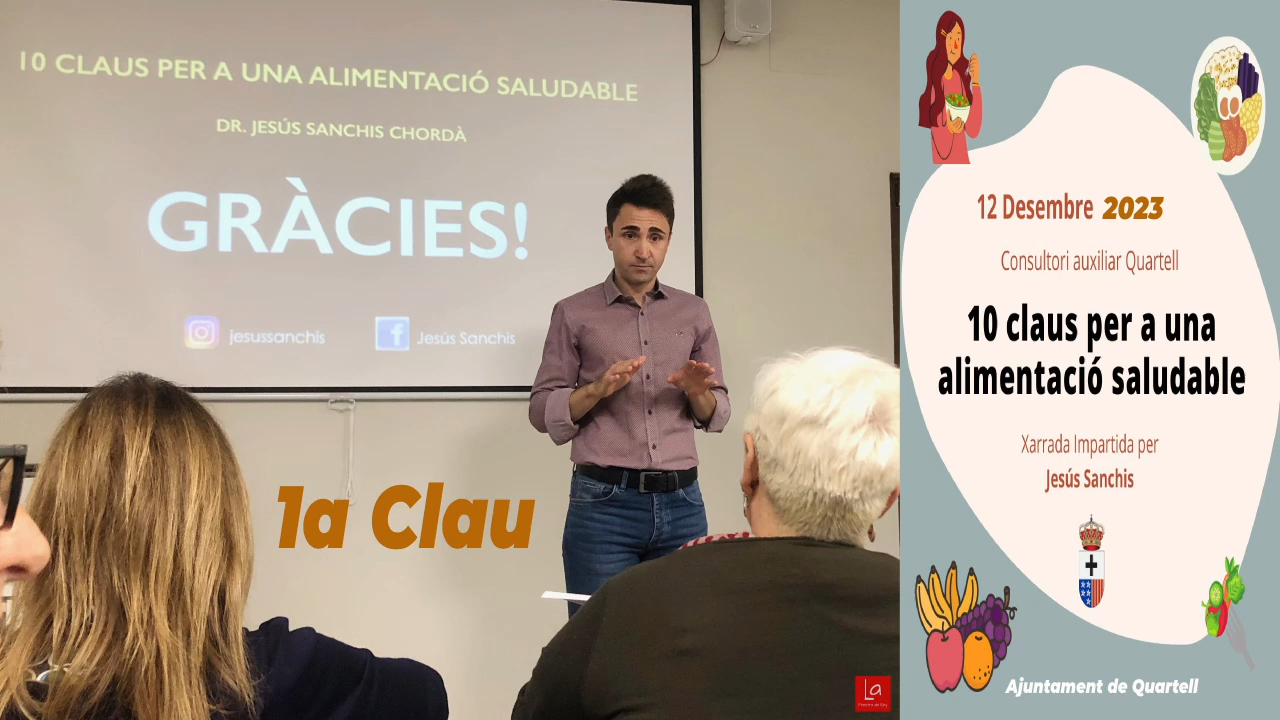 10 CLAUS PER A UNA ALIMENTACIÓ SALUDABLE
DR. JESÚS SANCHIS CHORDÀ
GRÀCIES!
jesussanchis
Jesús Sanchis
1a Clau
La
12 Desembre 2023
Consultori auxiliar Quartell
10 claus per a una
alimentació saludable
Xarrada Impartida per
Jesús Sanchis
Ajuntament de Quartell